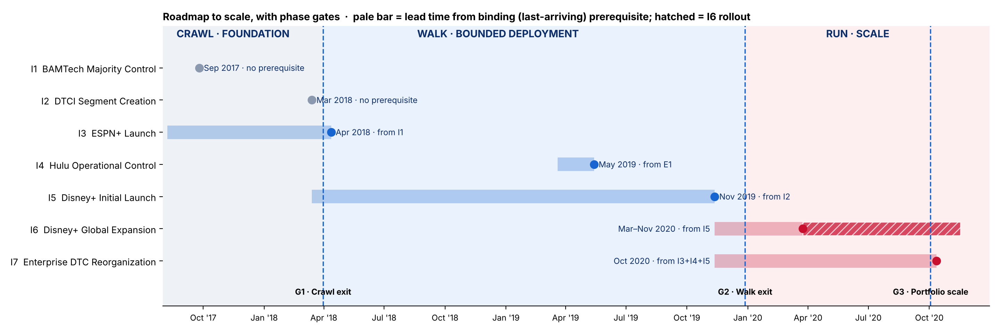 Roadmap to scale, with phase gates · pale bar = lead time from binding (last-arriving) prerequisite; hatched = I6 rollout
CRAWL · FOUNDATION
WALK · BOUNDED DEPLOYMENT
RUN · SCALE
I1 BAMTech Majority Control
Sep 2017 · no prerequisite
I2 DTCI Segment Creation
Mar 2018 · no prerequisite
I3 ESPN+ Launch
Apr 2018 · from I1
I4 Hulu Operational Control
May 2019 · from E1
I5 Disney+ Initial Launch
Nov 2019 · from I2
I6 Disney+ Global Expansion
Mar–Nov 2020 · from I5
I7 Enterprise DTC Reorganization
Oct 2020 · from I3+I4+I5
G1 · Crawl exit
G2 · Walk exit
G3 · Portfolio scale
Oct '17
Jan '18
Apr '18
Jul '18
Oct '18
Jan '19
Apr '19
Jul '19
Oct '19
Jan '20
Apr '20
Jul '20
Oct '20